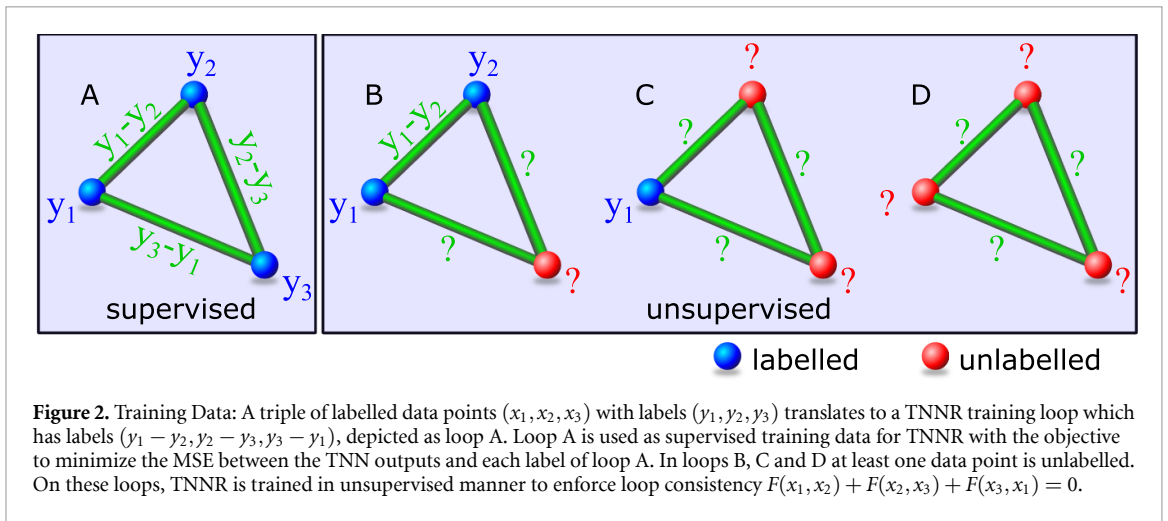 A
y₂
y₁-y₂
y₂-y₃
y₁
y₃-y₁
y₃
supervised
B
y₂
y₁-y₂
?
y₁
?
?
C
?
?
?
y₁
?
?
D
?
?
?
?
?
?
unsupervised
labelled
unlabelled
Figure 2. Training Data: A triple of labelled data points (x₁,x₂,x₃) with labels (y₁,y₂,y₃) translates to a TNNR training loop which
has labels (y₁ − y₂,y₂ − y₃,y₃ − y₁), depicted as loop A. Loop A is used as supervised training data for TNNR with the objective
to minimize the MSE between the TNN outputs and each label of loop A. In loops B, C and D at least one data point is unlabelled.
On these loops, TNNR is trained in unsupervised manner to enforce loop consistency F(x₁,x₂) + F(x₂,x₃) + F(x₃,x₁) = 0.